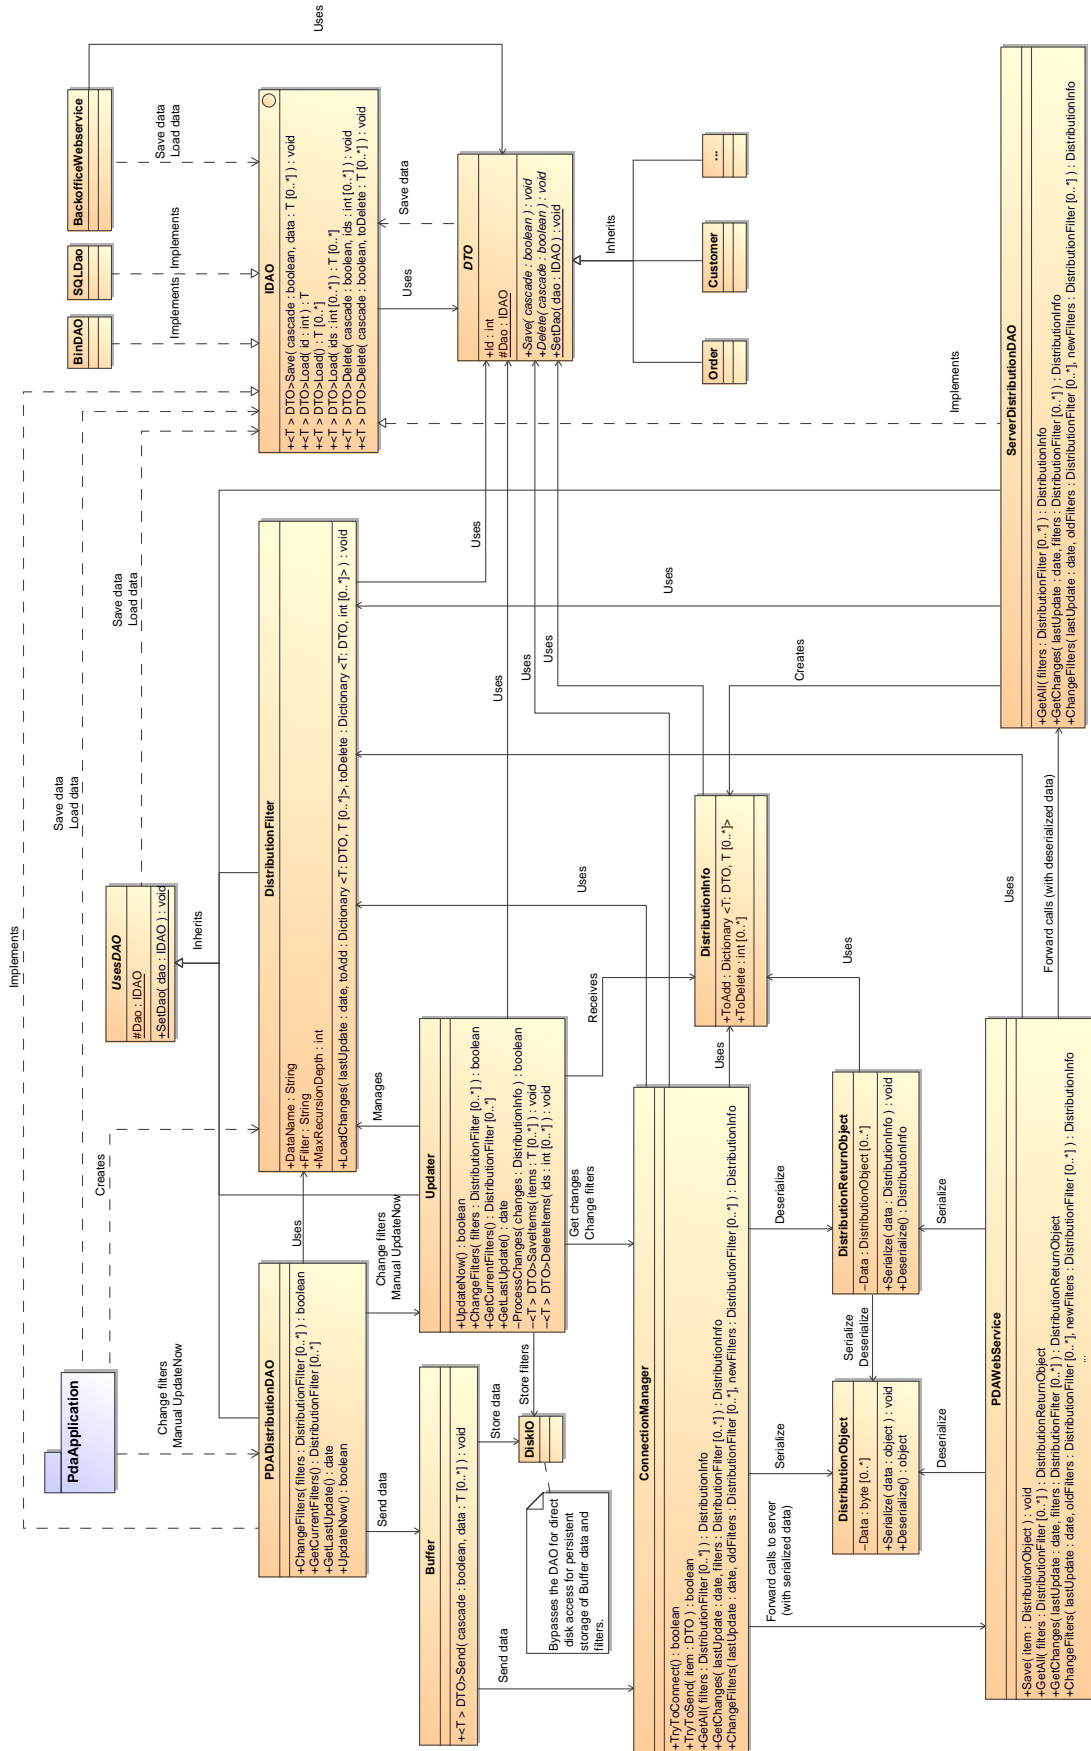 PdaApplication
Implements
Save data
Load data
Creates
Change filters
Manual UpdateNow
UsesDAO
#Dao : IDAO
+SetDao( dao : IDAO ) : void
Save data
Load data
Inherits
BinDAO
SQLDao
BackofficeWebservice
Implements
Implements
Save data
Load data
Uses
PDADistributionDAO
+ChangeFilters( filters : DistributionFilter [0..*] ) : boolean
+GetCurrentFilters() : DistributionFilter [0..*]
+GetLastUpdate() : date
+UpdateNow() : boolean
Uses
DistributionFilter
+DataName : String
+Filter : String
+MaxRecursionDepth : int
+LoadChanges( lastUpdate : date, toAdd : Dictionary <T: DTO, T [0..*]>, toDelete : Dictionary <T: DTO, int [0..*]> ) : void
IDAO
+<T > DTO>Save( cascade : boolean, data : T [0..*] ) : void
+<T > DTO>Load( id : int ) : T
+<T > DTO>Load() : T [0..*]
+<T > DTO>Load( ids : int [0..*] ) : T [0..*]
+<T > DTO>Delete( cascade : boolean, ids : int [0..*] ) : void
+<T > DTO>Delete( cascade : boolean, toDelete : T [0..*] ) : void
Send data
Change filters
Manual UpdateNow
Manages
Uses
Uses
Save data
Buffer
+<T > DTO>Send( cascade : boolean, data : T [0..*] ) : void
Updater
+UpdateNow() : boolean
+ChangeFilters( filters : DistributionFilter [0..*] ) : boolean
+GetCurrentFilters() : DistributionFilter [0..*]
+GetLastUpdate() : date
-ProcessChanges( changes : DistributionInfo ) : boolean
-<T > DTO>SaveItems( items : T [0..*] ) : void
-<T > DTO>DeleteItems( ids : int [0..*] ) : void
DTO
+Id : int
#Dao : IDAO
+Save( cascade : boolean ) : void
+Delete( cascade : boolean ) : void
+SetDao( dao : IDAO ) : void
Uses
Uses
Uses
Store data
Store filters
DiskIO
Bypasses the DAO for direct
disk access for persistent
storage of Buffer data and
filters.
Send data
Get changes
Change filters
Receives
Uses
Uses
Inherits
Order
Customer
...
ConnectionManager
+TryToConnect() : boolean
+TryToSend( item : DTO ) : boolean
+GetAll( filters : DistributionFilter [0..*] ) : DistributionInfo
+GetChanges( lastUpdate : date, filters : DistributionFilter [0..*] ) : DistributionInfo
+ChangeFilters( lastUpdate : date, oldFilters : DistributionFilter [0..*], newFilters : DistributionFilter [0..*] ) : DistributionInfo
Uses
DistributionInfo
+ToAdd : Dictionary <T: DTO, T [0..*]>
+ToDelete : int [0..*]
Creates
Implements
Forward calls to server
(with serialized data)
Serialize
Deserialize
Uses
DistributionObject
-Data : byte [0..*]
+Serialize( data : object ) : void
+Deserialize() : object
Serialize
Deserialize
DistributionReturnObject
-Data : DistributionObject [0..*]
+Serialize( data : DistributionInfo ) : void
+Deserialize() : DistributionInfo
Deserialize
Serialize
Uses
PDAWebService
+Save( item : DistributionObject ) : void
+GetAll( filters : DistributionFilter [0..*] ) : DistributionReturnObject
+GetChanges( lastUpdate : date, filters : DistributionFilter [0..*] ) : DistributionReturnObject
+ChangeFilters( lastUpdate : date, oldFilters : DistributionFilter [0..*], newFilters : DistributionFilter [0..*] ) : DistributionReturnObject
...
Forward calls (with deserialized data)
ServerDistributionDAO
+GetAll( filters : DistributionFilter [0..*] ) : DistributionInfo
+GetChanges( lastUpdate : date, filters : DistributionFilter [0..*] ) : DistributionInfo
+ChangeFilters( lastUpdate : date, oldFilters : DistributionFilter [0..*], newFilters : DistributionFilter [0..*] ) : DistributionInfo